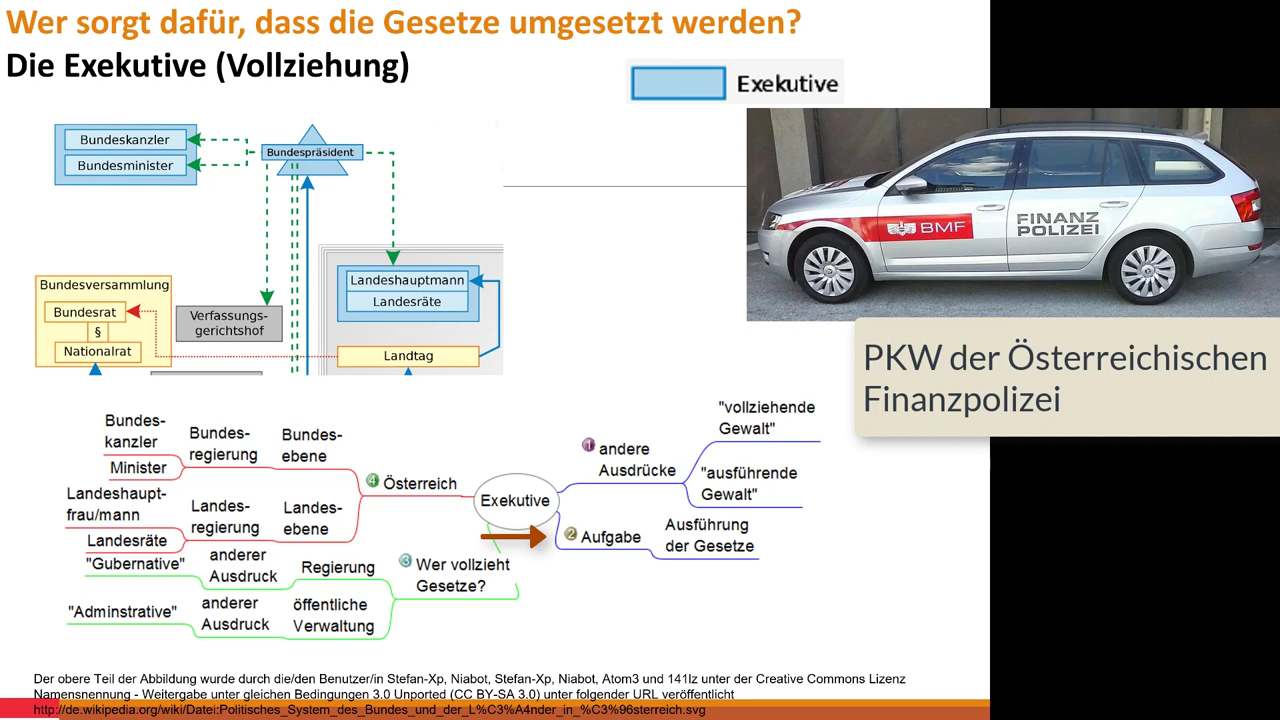 Wer sorgt dafür, dass die Gesetze umgesetzt werden?
Die Exekutive (Vollziehung)
Exekutive
Bundeskanzler
Bundesminister
Bundespräsident
Landeshauptmann
Landesräte
Bundesversammlung
Bundesrat
§
Nationalrat
Verfassungs-
gerichtshof
Landtag
BMF
FINANZ
POLIZEI
PKW der Österreichischen
Finanzpolizei
Bundes-
kanzler
Minister
Bundes-
regierung
Bundes-
ebene
Landeshaupt-
frau/mann
Landesräte
Landes-
regierung
Landes-
ebene
4 Österreich
Exekutive
1 andere
Ausdrücke
"vollziehende
Gewalt"
"ausführende
Gewalt"
2 Aufgabe
Ausführung
der Gesetze
"Gubernative"
anderer
Ausdruck
Regierung
3 Wer vollzieht
Gesetze?
"Adminstrative"
anderer
Ausdruck
öffentliche
Verwaltung
Der obere Teil der Abbildung wurde durch die/den Benutzer/in Stefan-Xp, Niabot, Stefan-Xp, Niabot, Atom3 und 141lz unter der Creative Commons Lizenz
Namensnennung - Weitergabe unter gleichen Bedingungen 3.0 Unported (CC BY-SA 3.0) unter folgender URL veröffentlicht
http://de.wikipedia.org/wiki/Datei:Politisches_System_des_Bundes_und_der_L%C3%A4nder_in_%C3%96sterreich.svg